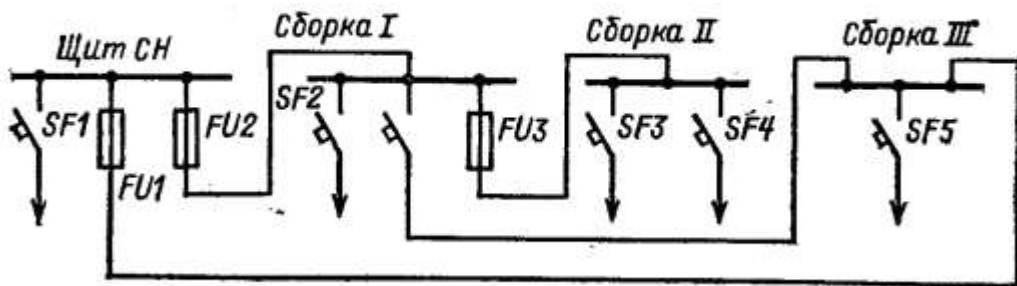 Щит СН
Сборка I
Сборка II
Сборка III
SF1
FU1
FU2
SF2
FU3
SF3
SF4
SF5